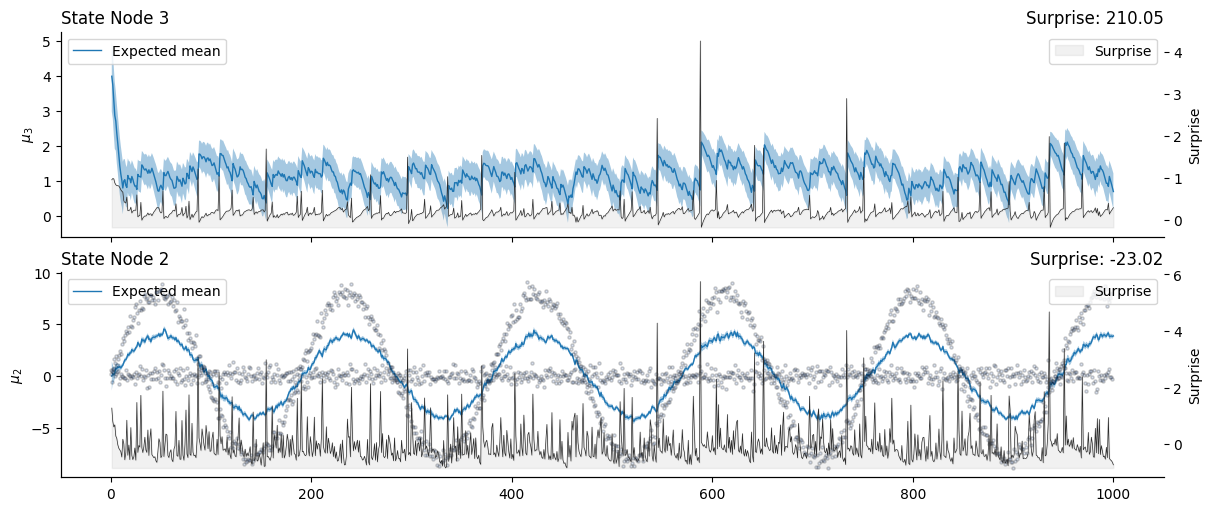 State Node 3
Surprise: 210.05
Expected mean
Surprise
5
4
3
2
1
0
μ3
4
3
2
1
0
Surprise
State Node 2
Surprise: -23.02
Expected mean
Surprise
10
5
0
−5
μ2
6
4
2
0
Surprise
0
200
400
600
800
1000